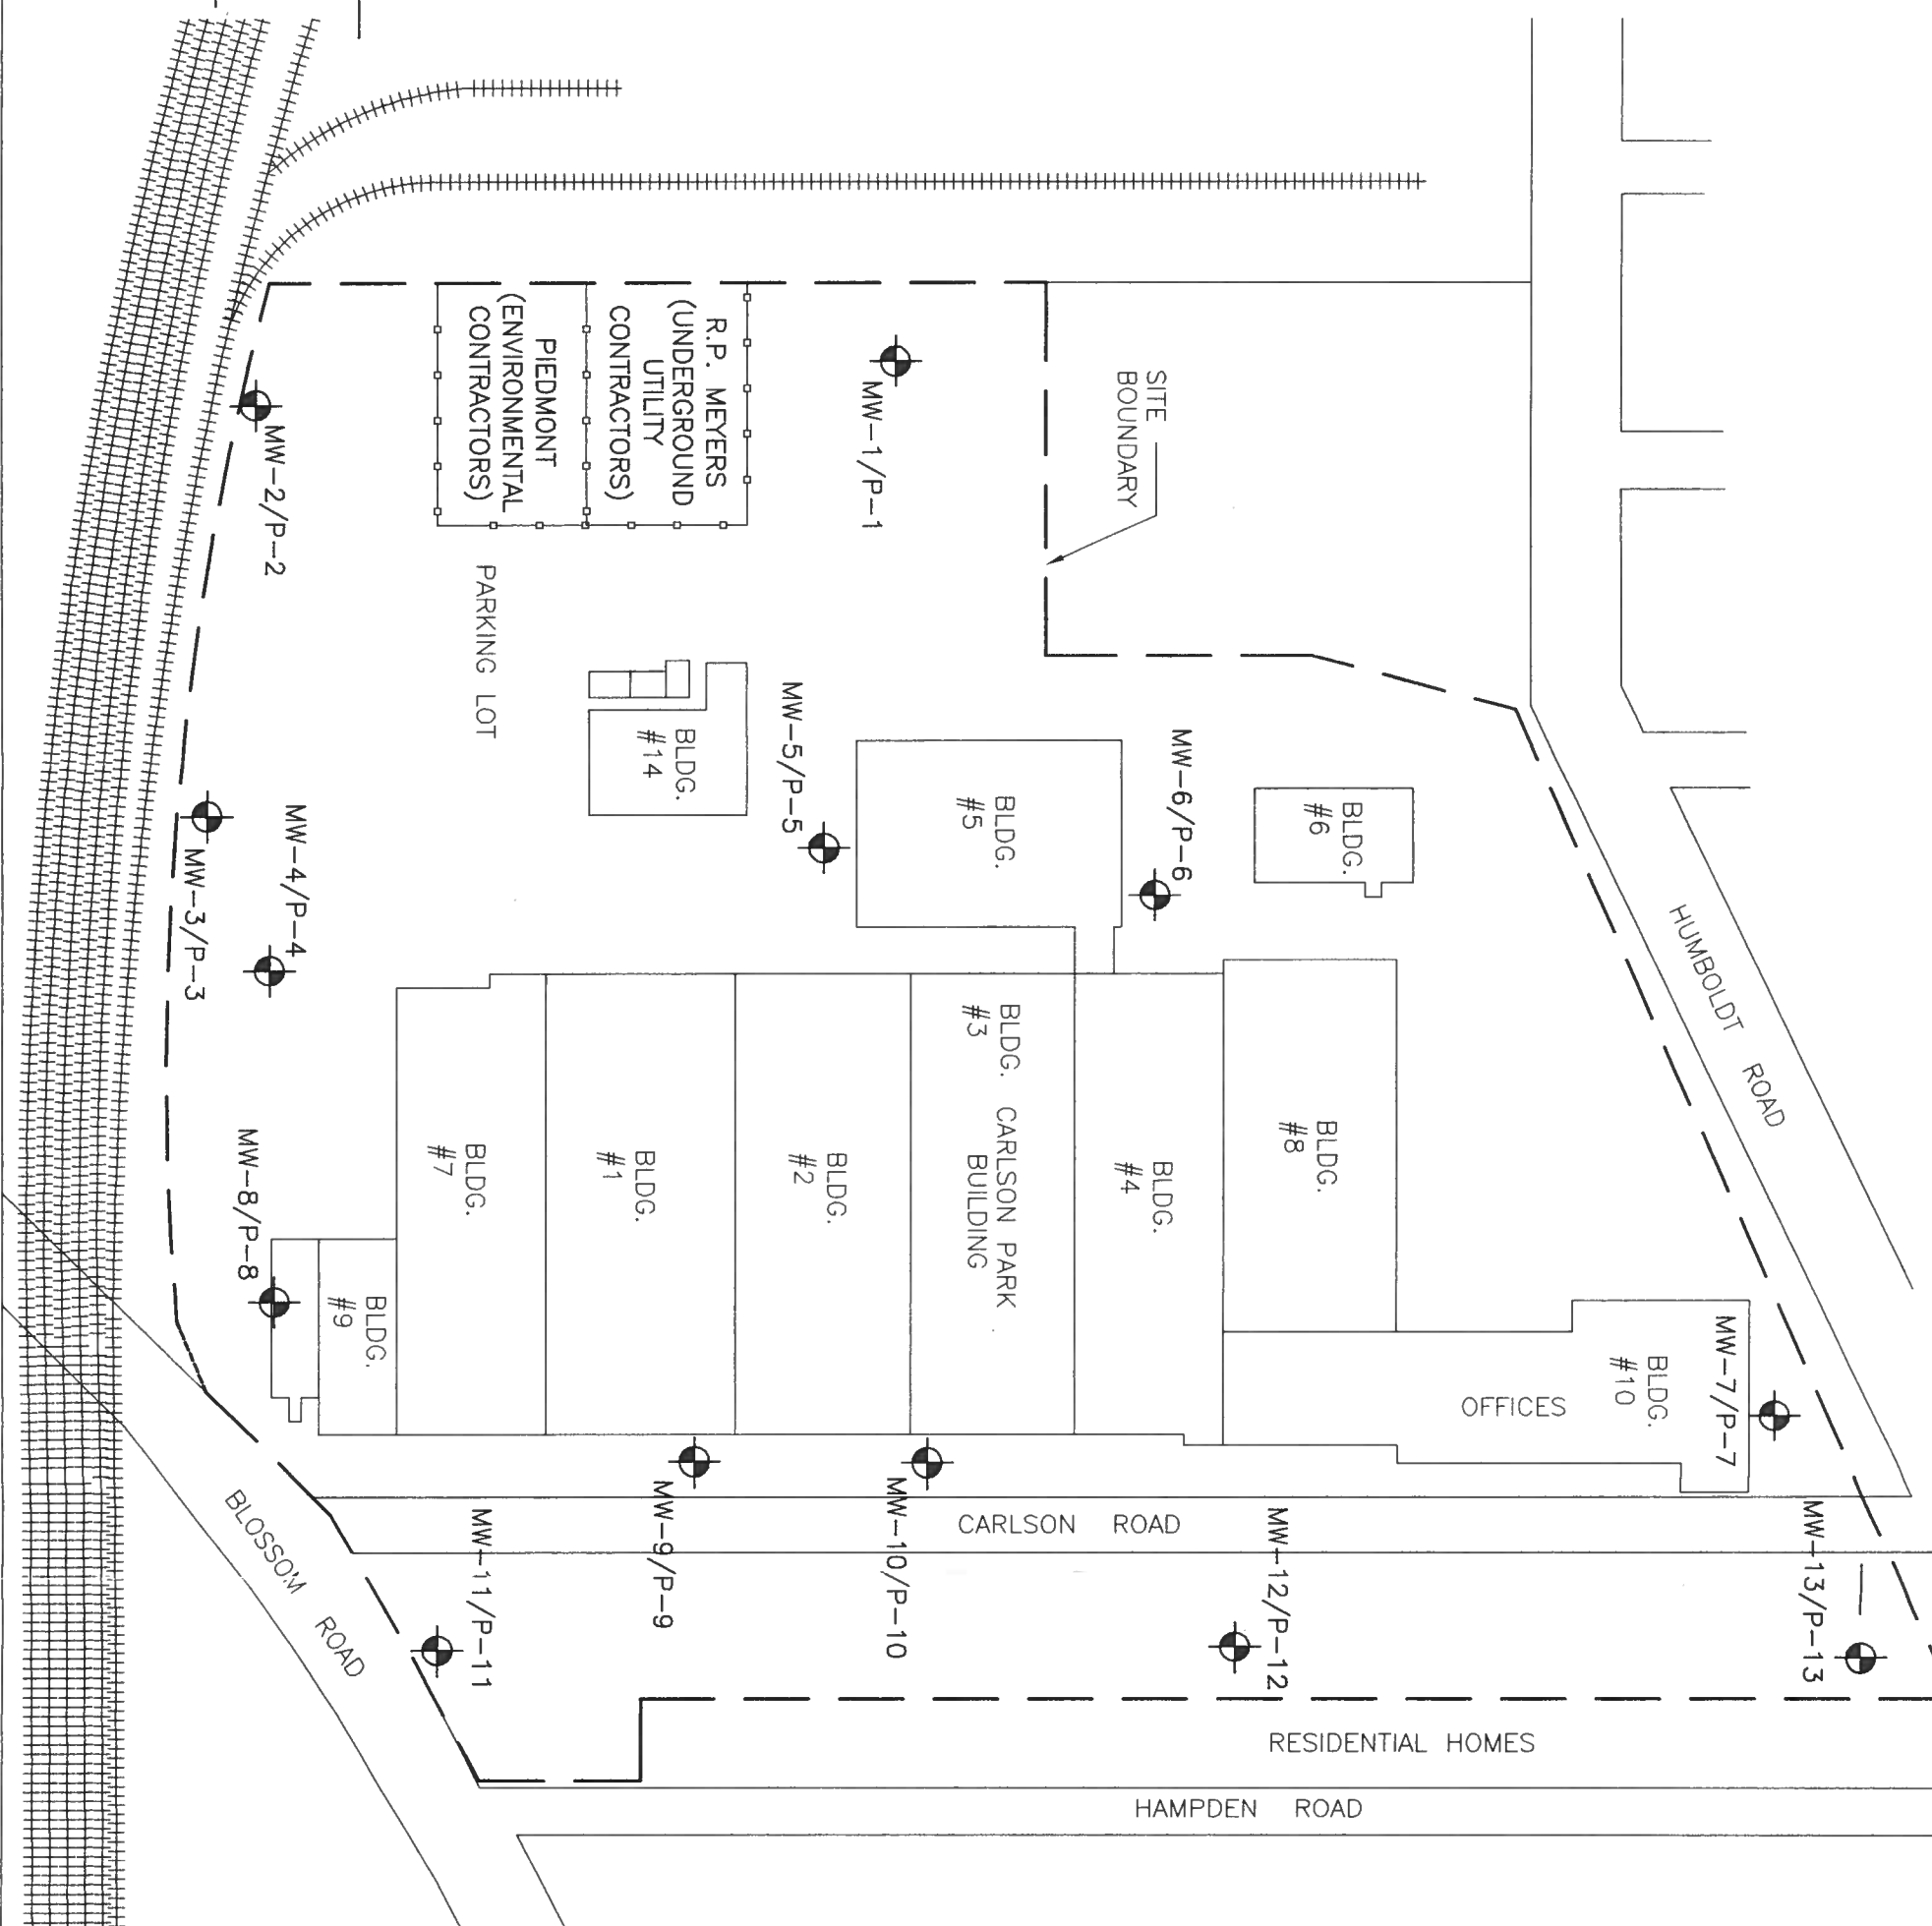 R.P. MEYERS
(UNDERGROUND
UTILITY
CONTRACTORS)
PIEDMONT
(ENVIRONMENTAL
CONTRACTORS)
MW-1/P-1
SITE
BOUNDARY
MW-2/P-2
PARKING LOT
BLDG.
#14
MW-5/P-5
BLDG.
#5
MW-6/P-6
BLDG.
#6
HUMBOLDT ROAD
MW-3/P-3
MW-4/P-4
MW-8/P-8
BLDG.
#9
BLDG.
#7
BLDG.
#1
BLDG.
#2
BLDG.
#3
CARLSON PARK
BUILDING
BLDG.
#4
BLDG.
#8
BLDG.
#10
OFFICES
MW-7/P-7
MW-9/P-9
MW-10/P-10
CARLSON ROAD
MW-11/P-11
MW-12/P-12
MW-13/P-13
BLOSSOM ROAD
RESIDENTIAL HOMES
HAMPDEN ROAD